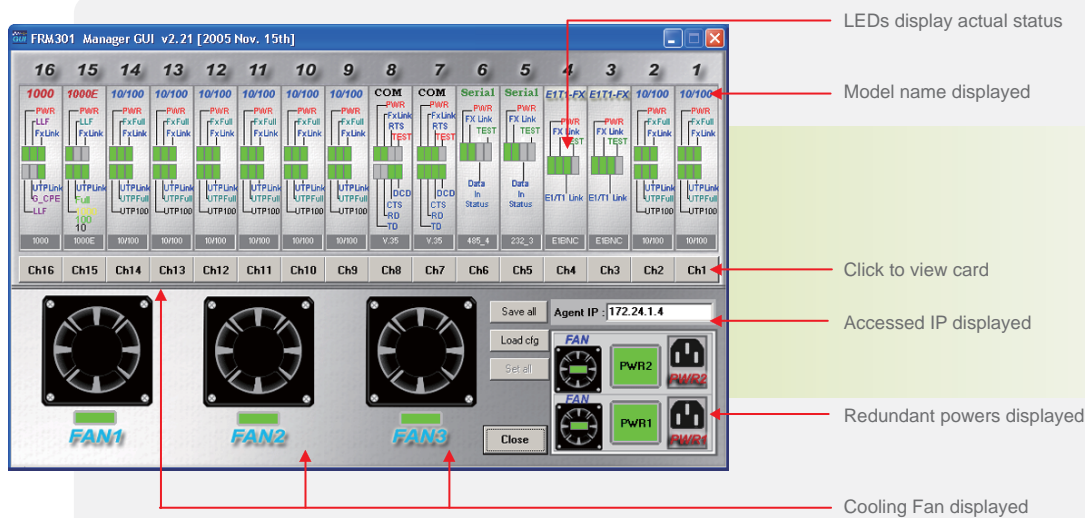 LEDs display actual status
FRM301 Manager GUI v2.21 [2005 Nov. 15th]
16 15 14 13 12 11 10 9 8 7 6 5 4 3 2 1
1000 1000E 10/100 10/100 10/100 10/100 10/100 10/100 COM COM Serial Serial E1T1-FX E1T1-FX 10/100 10/100
Model name displayed
PWR PWR PWR PWR PWR PWR PWR PWR PWR PWR PWR PWR PWR PWR PWR PWR
LLF LLF FxFull FxFull FxFull FxFull FxFull FxFull FxLink FxLink FX Link FX Link FX Link FX Link FxFull FxFull
FxLink FxLink FxLink FxLink FxLink FxLink FxLink FxLink RTS RTS TEST TEST TEST TEST FxLink FxLink
TEST TEST
UTPLink UTPLink UTPLink UTPLink UTPLink UTPLink UTPLink UTPLink DCD DCD Data Data E1/T1 Link E1/T1 Link UTPLink UTPLink
G_CPE Full UTPFull UTPFull UTPFull UTPFull UTPFull UTPFull CTS CTS In In UTPFull UTPFull
LLF 100 UTP100 UTP100 UTP100 UTP100 UTP100 UTP100 RD RD Status Status UTP100 UTP100
10 TD TD
1000 1000E 10/100 10/100 10/100 10/100 10/100 10/100 V.35 V.35 485_4 232_3 E1BNC E1BNC 10/100 10/100
Ch16 Ch15 Ch14 Ch13 Ch12 Ch11 Ch10 Ch9 Ch8 Ch7 Ch6 Ch5 Ch4 Ch3 Ch2 Ch1
Click to view card
Save all
Agent IP : 172.24.1.4
Accessed IP displayed
Load cfg
Set all
FAN
PWR2
PWR2
FAN
PWR1
PWR1
Redundant powers displayed
FAN1
FAN2
FAN3
Close
Cooling Fan displayed